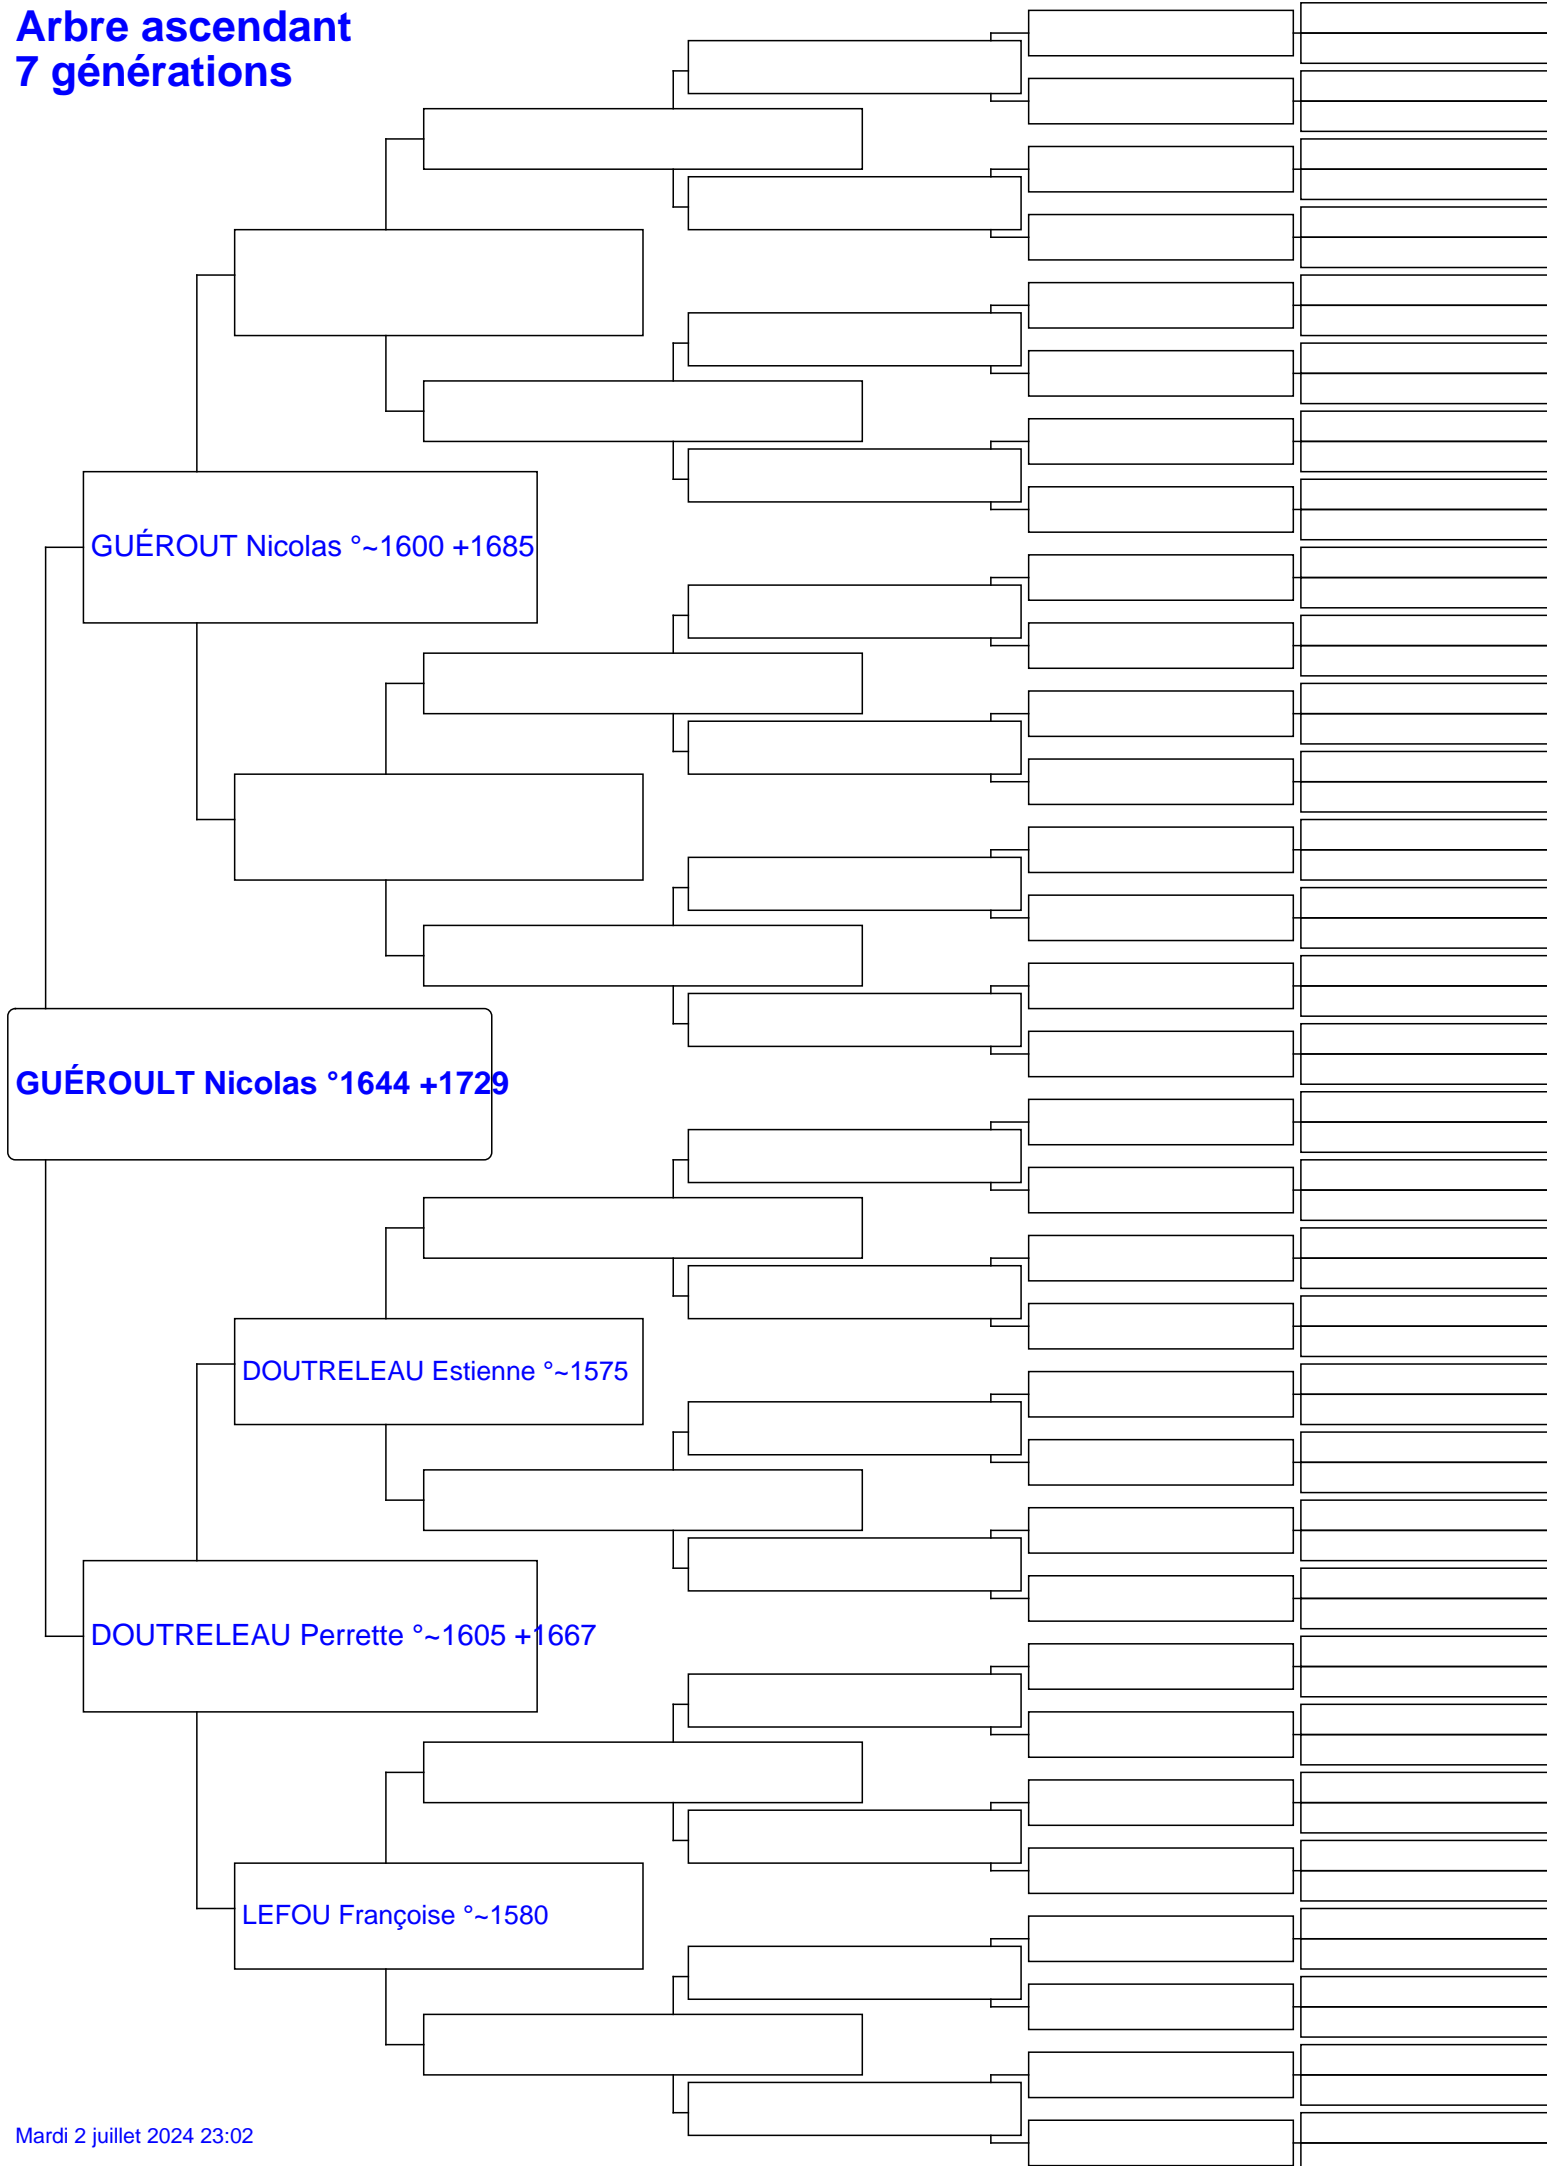 Arbre ascendant
7 générations
GUÉROUT Nicolas °~1600 +1685
GUÉROULT Nicolas °1644 +1729
DOUTRELEAU Estienne °~1575
DOUTRELEAU Perrette °~1605 +1667
LEFOU Françoise °~1580
Mardi 2 juillet 2024 23:02